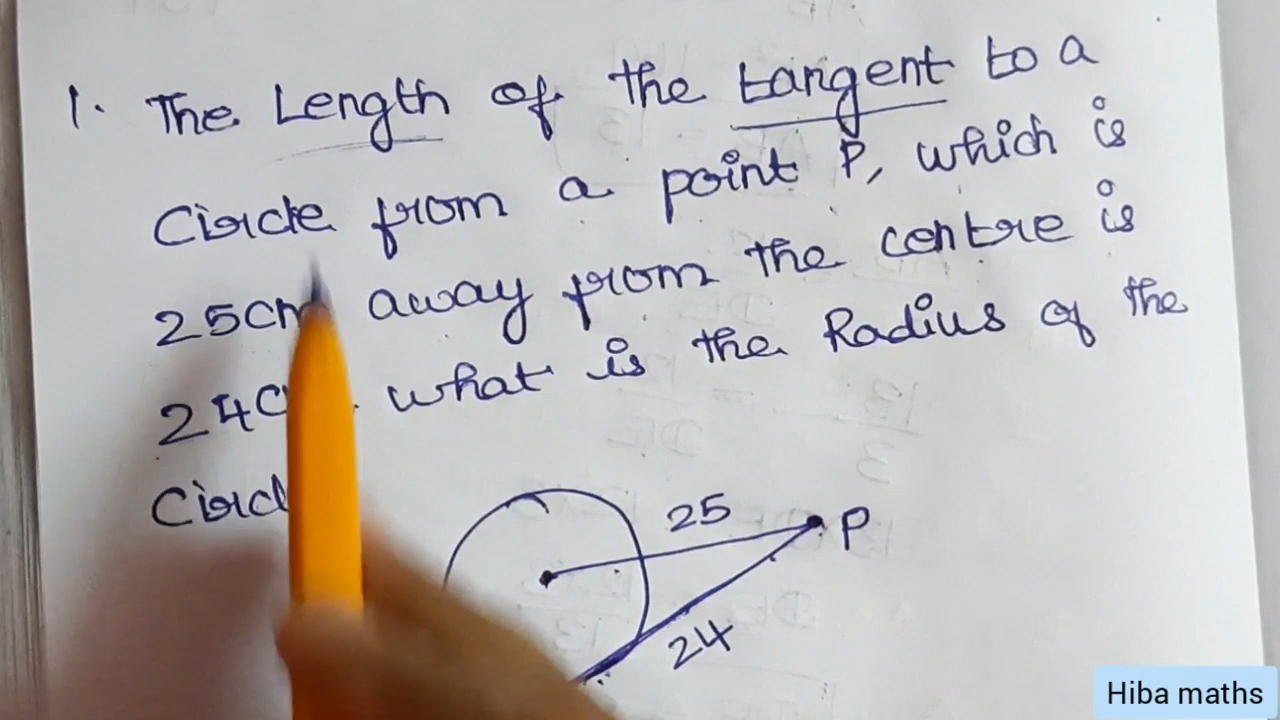 1. The Length of the tangent to a
Circle from a point P, which is
25cm away from the centre is
24c what is the Radius of the
Circl
25
P
24
Hiba maths